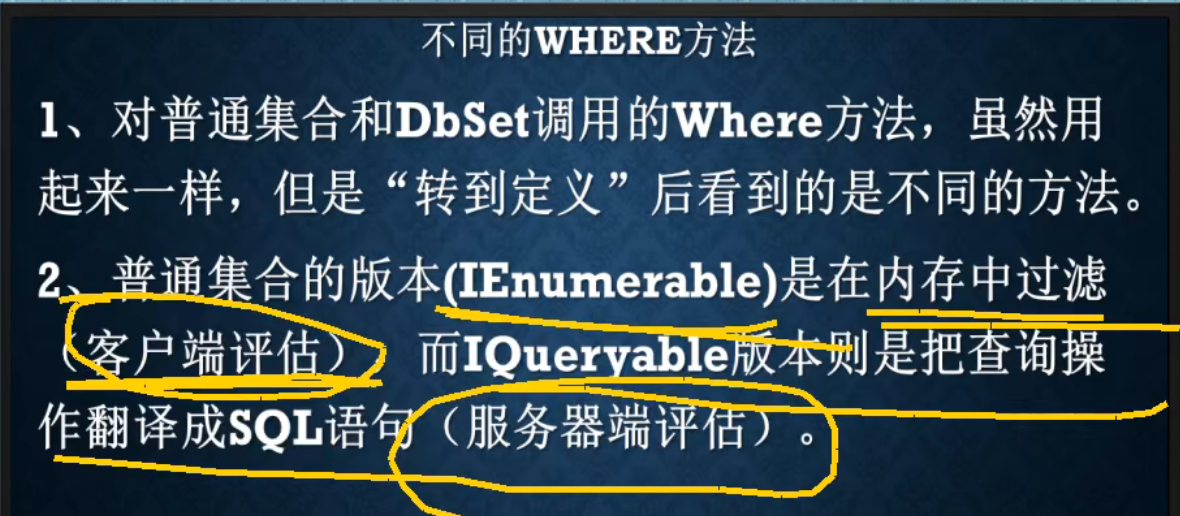 不同的WHERE方法
1、对普通集合和DbSet调用的Where方法，虽然用
起来一样，但是“转到定义”后看到的是不同的方法。
2、普通集合的版本(IEnumerable)是在内存中过滤
（客户端评估），而IQueryable版本则是把查询操
作翻译成SQL语句（服务器端评估）。